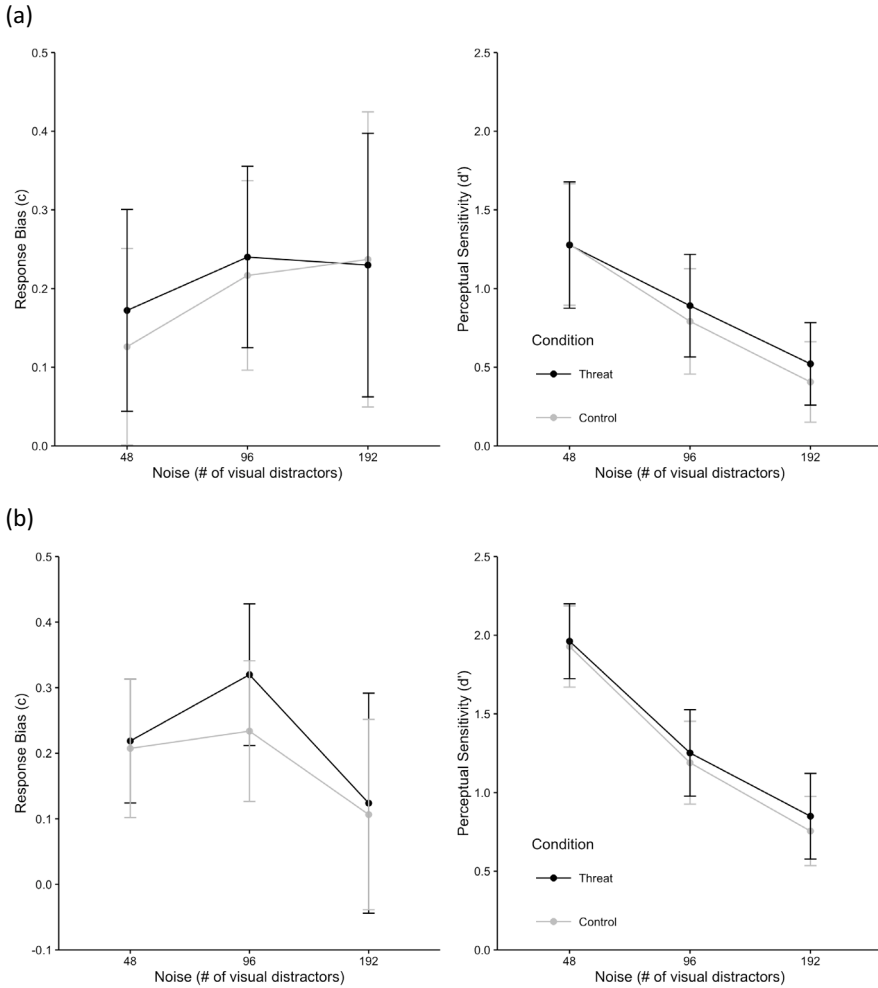 (a)
0.5
0.4
0.3
0.2
0.1
0.0
Response Bias (c)
48
96
192
Noise (# of visual distractors)
2.5
2.0
1.5
1.0
0.5
0.0
Perceptual Sensitivity (d')
Condition
Threat
Control
48
96
192
Noise (# of visual distractors)
(b)
0.5
0.4
0.3
0.2
0.1
0.0
-0.1
Response Bias (c)
48
96
192
Noise (# of visual distractors)
2.5
2.0
1.5
1.0
0.5
0.0
Perceptual Sensitivity (d')
Condition
Threat
Control
48
96
192
Noise (# of visual distractors)